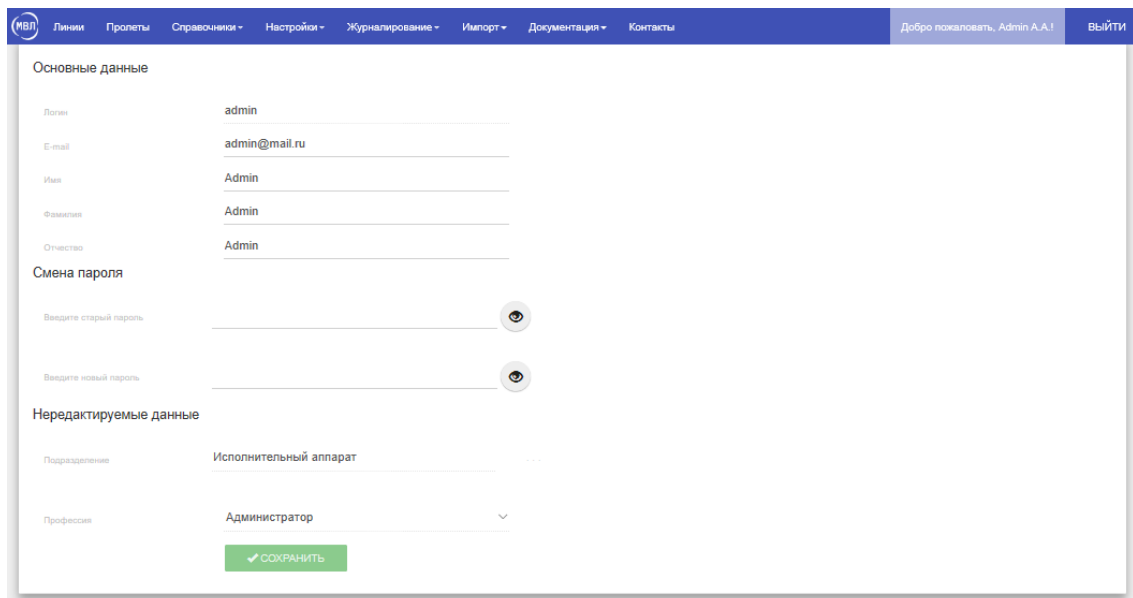 МВЛ Линии Пролеты Справочники Настройки Журналирование Импорт Документация Контакты Добро пожаловать, Admin A.A.! ВЫЙТИ
Основные данные
Логин admin
E-mail admin@mail.ru
Имя Admin
Фамилия Admin
Отчество Admin
Смена пароля
Введите старый пароль
Введите новый пароль
Нередактируемые данные
Подразделение Исполнительный аппарат ...
Профессия Администратор
СОХРАНИТЬ